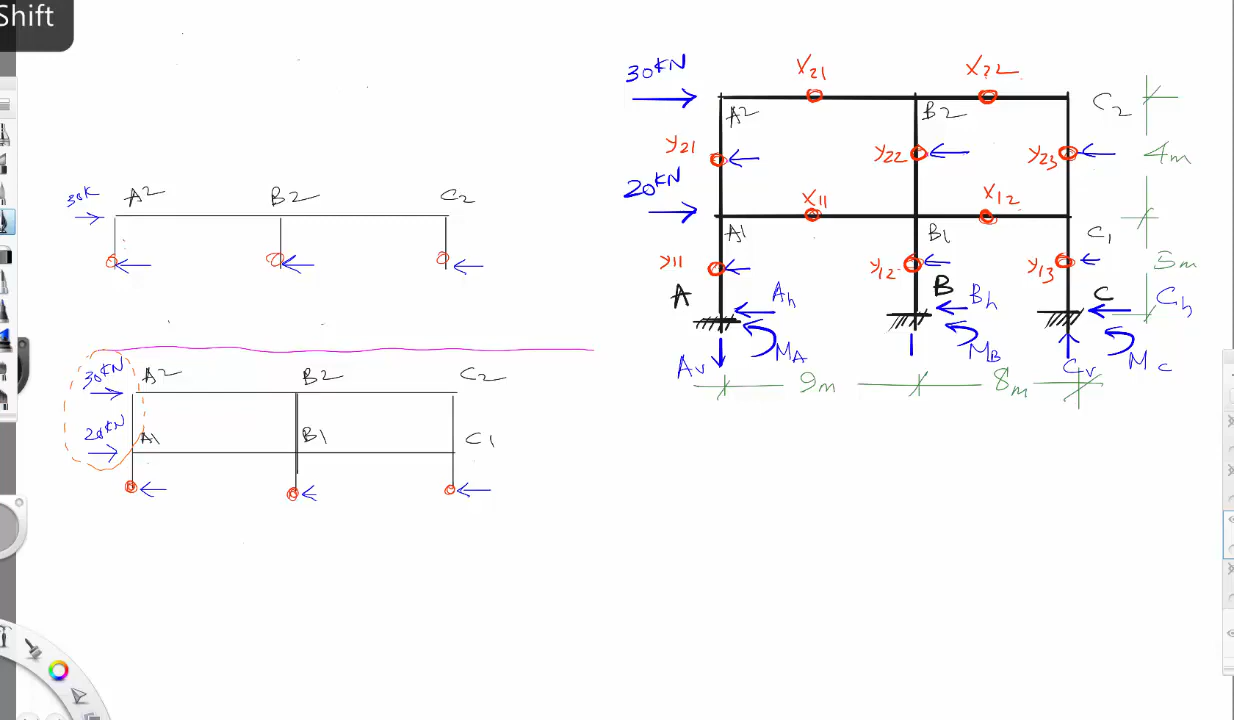 Shift
30K
A2
B2
C2
30KN
A2
B2
C2
20KN
A1
B1
C1
30KN
X21
X22
A2
B2
C2
Y21
Y22
Y23
4m
20KN
X11
X12
A1
B1
C1
Y11
Y12
Y13
5m
A
Ah
B
Bh
C
Ch
MA
MB
MC
Av
Cv
9m
8m